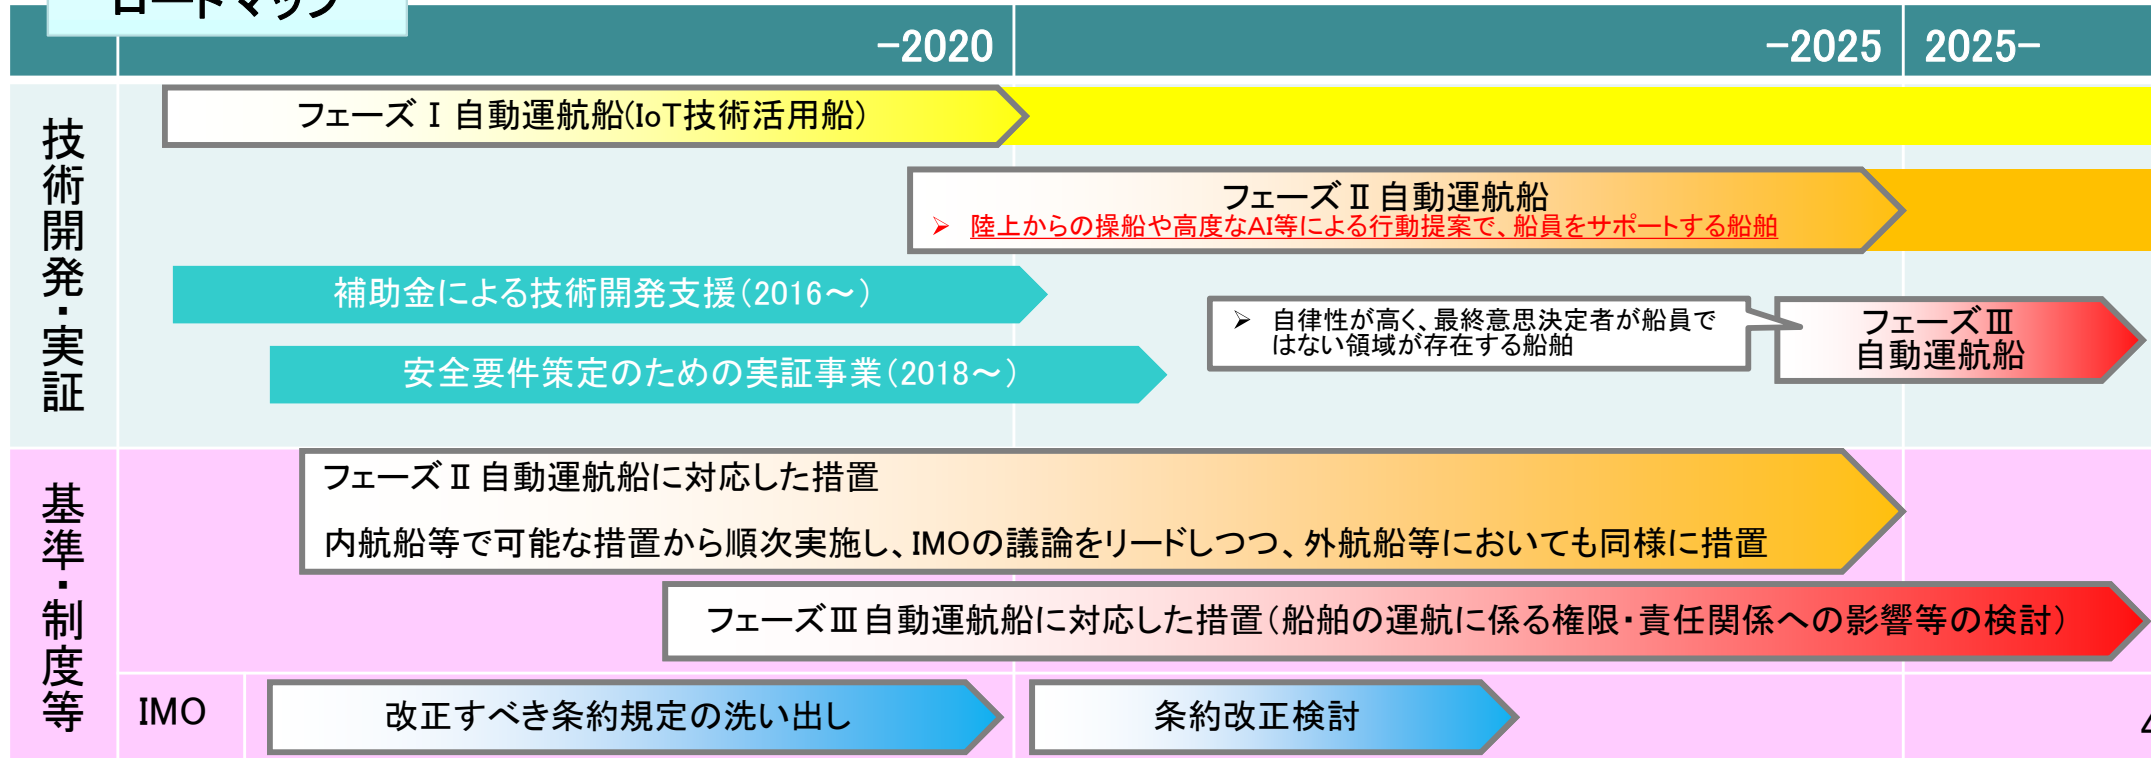 ロードマップ
-2020
-2025
2025-
技術開発・実証
フェーズⅠ自動運航船(IoT技術活用船)
フェーズⅡ自動運航船
➢ 陸上からの操船や高度なAI等による行動提案で、船員をサポートする船舶
補助金による技術開発支援(2016～)
➢ 自律性が高く、最終意思決定者が船員で
はない領域が存在する船舶
フェーズⅢ
自動運航船
安全要件策定のための実証事業(2018～)
基準・制度等
フェーズⅡ自動運航船に対応した措置
内航船等で可能な措置から順次実施し、IMOの議論をリードしつつ、外航船等においても同様に措置
フェーズⅢ自動運航船に対応した措置(船舶の運航に係る権限・責任関係への影響等の検討)
IMO
改正すべき条約規定の洗い出し
条約改正検討